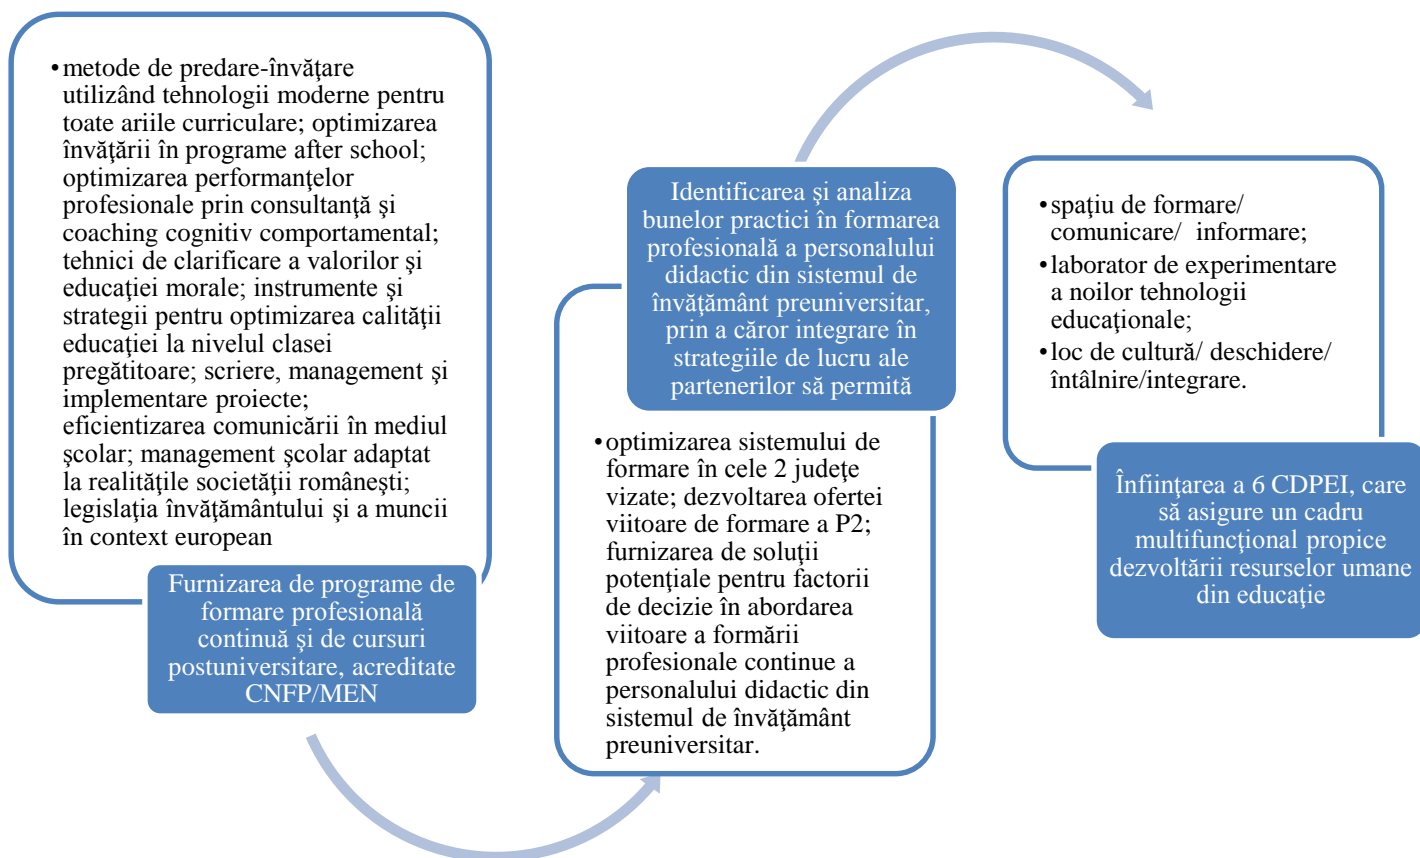 •metode de predare-învăţare
utilizând tehnologii moderne pentru
toate ariile curriculare; optimizarea
învăţării în programe after school;
optimizarea performanţelor
profesionale prin consultanţă şi
coaching cognitiv comportamental;
tehnici de clarificare a valorilor şi
educaţiei morale; instrumente şi
strategii pentru optimizarea calităţii
educaţiei la nivelul clasei
pregătitoare; scriere, management şi
implementare proiecte;
eficientizarea comunicării în mediul
şcolar; management şcolar adaptat
la realităţile societăţii româneşti;
legislaţia învăţământului şi a muncii
în context european
Furnizarea de programe de
formare profesională
continuă şi de cursuri
postuniversitare, acreditate
CNFP/MEN
Identificarea şi analiza
bunelor practici în formarea
profesională a personalului
didactic din sistemul de
învăţământ preuniversitar,
prin a căror integrare în
strategiile de lucru ale
partenerilor să permită
•optimizarea sistemului de
formare în cele 2 judeţe
vizate; dezvoltarea ofertei
viitoare de formare a P2;
furnizarea de soluţii
potenţiale pentru factorii
de decizie în abordarea
viitoare a formării
profesionale continue a
personalului didactic din
sistemul de învăţământ
preuniversitar.
•spaţiu de formare/
comunicare/ informare;
•laborator de experimentare
a noilor tehnologii
educaţionale;
•loc de cultură/ deschidere/
întâlnire/integrare.
Înfiinţarea a 6 CDPEI, care
să asigure un cadru
multifuncţional propice
dezvoltării resurselor umane
din educaţie